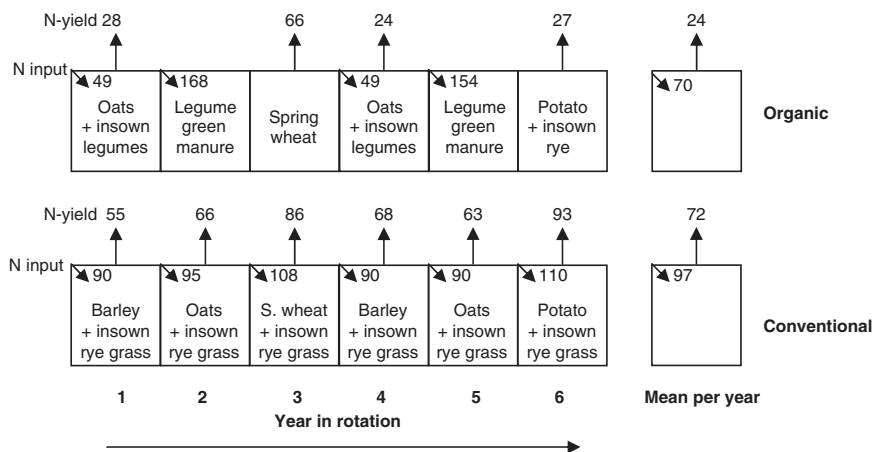 N-yield 28 66 24 27 24
N input
49 168 49 154 70
Oats Legume Spring Oats Legume Potato
+ insown green wheat + insown green + insown
legumes manure legumes manure rye
Organic
N-yield 55 66 86 68 63 93 72
N input
90 95 108 90 90 110 97
Barley Oats S. wheat Barley Oats Potato
+ insown + insown + insown + insown + insown + insown
rye grass rye grass rye grass rye grass rye grass rye grass
Conventional
1 2 3 4 5 6 Mean per year
Year in rotation